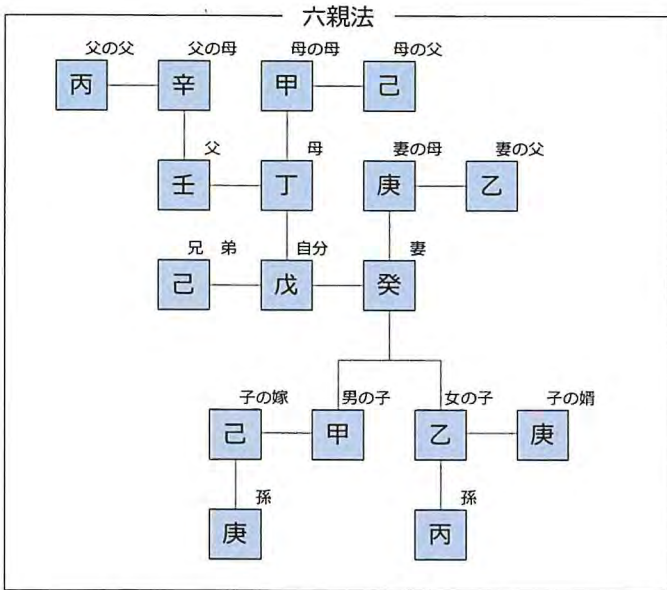 六親法
父の父 父の母 母の母 母の父
丙 辛 甲 己
父 母 妻の母 妻の父
壬 丁 庚 乙
兄 弟 自分 妻
己 戊 癸
子の嫁 男の子 女の子 子の婿
己 甲 乙 庚
孫 孫
庚 丙